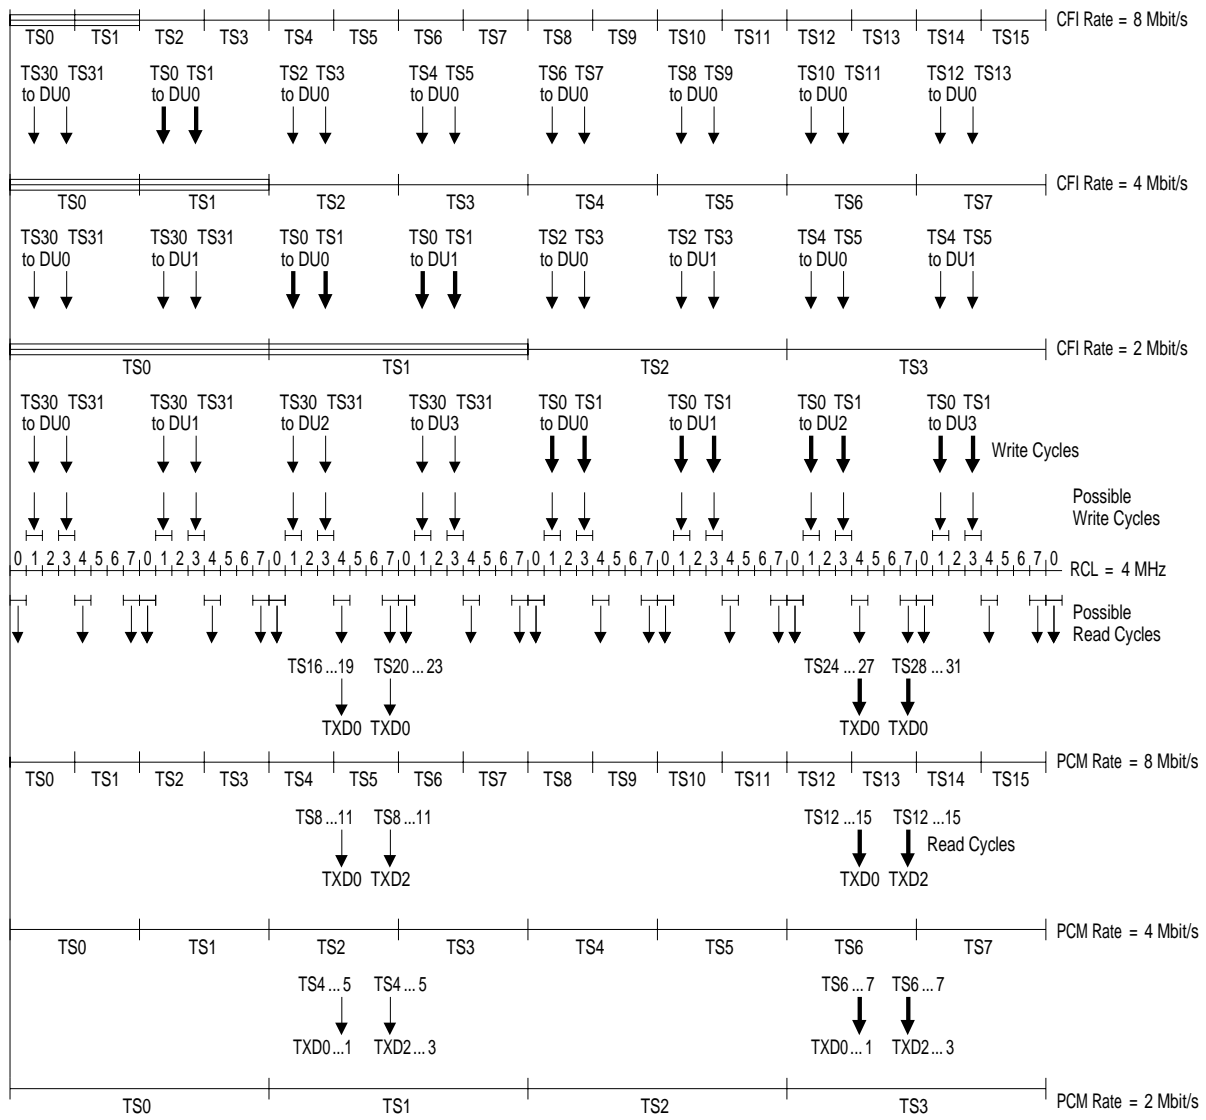 CFI Rate = 8 Mbit/s
TS0 TS1 TS2 TS3 TS4 TS5 TS6 TS7 TS8 TS9 TS10 TS11 TS12 TS13 TS14 TS15
TS30 TS31 TS0 TS1 TS2 TS3 TS4 TS5 TS6 TS7 TS8 TS9 TS10 TS11 TS12 TS13
to DU0 to DU0 to DU0 to DU0 to DU0 to DU0 to DU0 to DU0
CFI Rate = 4 Mbit/s
TS0 TS1 TS2 TS3 TS4 TS5 TS6 TS7
TS30 TS31 TS30 TS31 TS0 TS1 TS0 TS1 TS2 TS3 TS2 TS3 TS4 TS5 TS4 TS5
to DU0 to DU1 to DU0 to DU1 to DU0 to DU1 to DU0 to DU1
CFI Rate = 2 Mbit/s
TS0 TS1 TS2 TS3
TS30 TS31 TS30 TS31 TS30 TS31 TS30 TS31 TS0 TS1 TS0 TS1 TS0 TS1 TS0 TS1
to DU0 to DU1 to DU2 to DU3 to DU0 to DU1 to DU2 to DU3
Write Cycles
Possible
Write Cycles
0 1 2 3 4 5 6 7 0 1 2 3 4 5 6 7 0 1 2 3 4 5 6 7 0 1 2 3 4 5 6 7 0 1 2 3 4 5 6 7 0 1 2 3 4 5 6 7 0 1 2 3 4 5 6 7 0 1 2 3 4 5 6 7 0
RCL = 4 MHz
Possible
Read Cycles
TS16 ...19 TS20 ... 23 TS24 ... 27 TS28 ... 31
TXD0 TXD0 TXD0 TXD0
PCM Rate = 8 Mbit/s
TS0 TS1 TS2 TS3 TS4 TS5 TS6 TS7 TS8 TS9 TS10 TS11 TS12 TS13 TS14 TS15
TS8 ...11 TS8 ...11 TS12 ...15 TS12 ...15
Read Cycles
TXD0 TXD2 TXD0 TXD2
PCM Rate = 4 Mbit/s
TS0 TS1 TS2 TS3 TS4 TS5 TS6 TS7
TS4 ... 5 TS4 ... 5 TS6 ... 7 TS6 ... 7
TXD0 ...1 TXD2 ... 3 TXD0 ... 1 TXD2 ... 3
PCM Rate = 2 Mbit/s
TS0 TS1 TS2 TS3